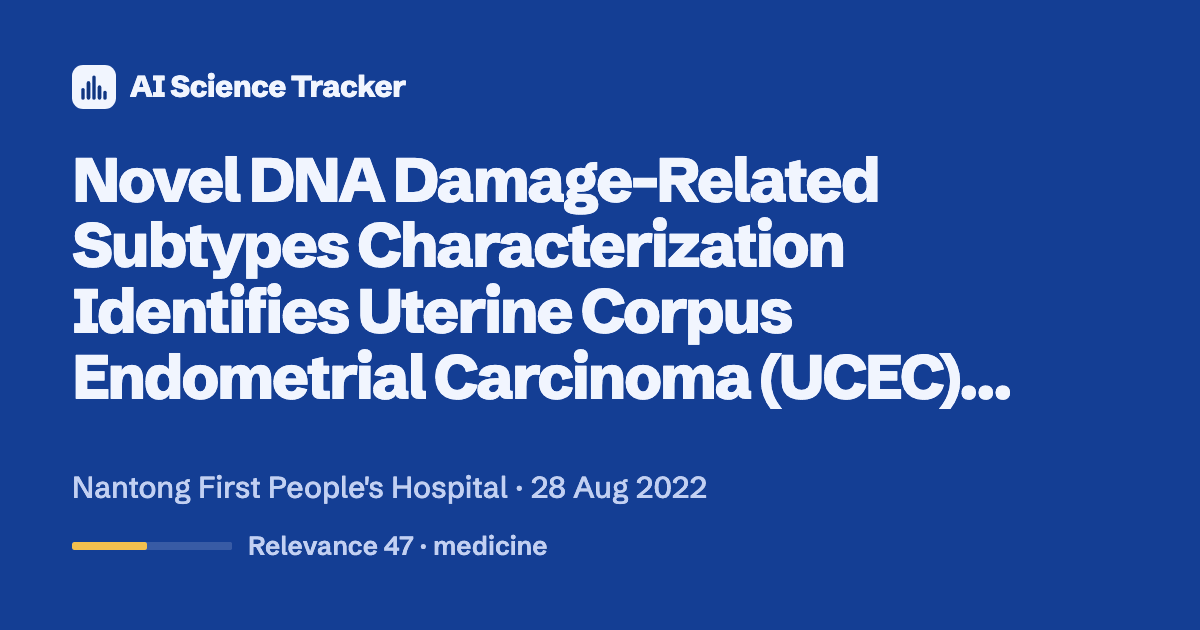 AI Science Tracker
Novel DNA Damage-Related
Subtypes Characterization
Identifies Uterine Corpus
Endometrial Carcinoma (UCEC)...
Nantong First People's Hospital · 28 Aug 2022
Relevance 47 · medicine